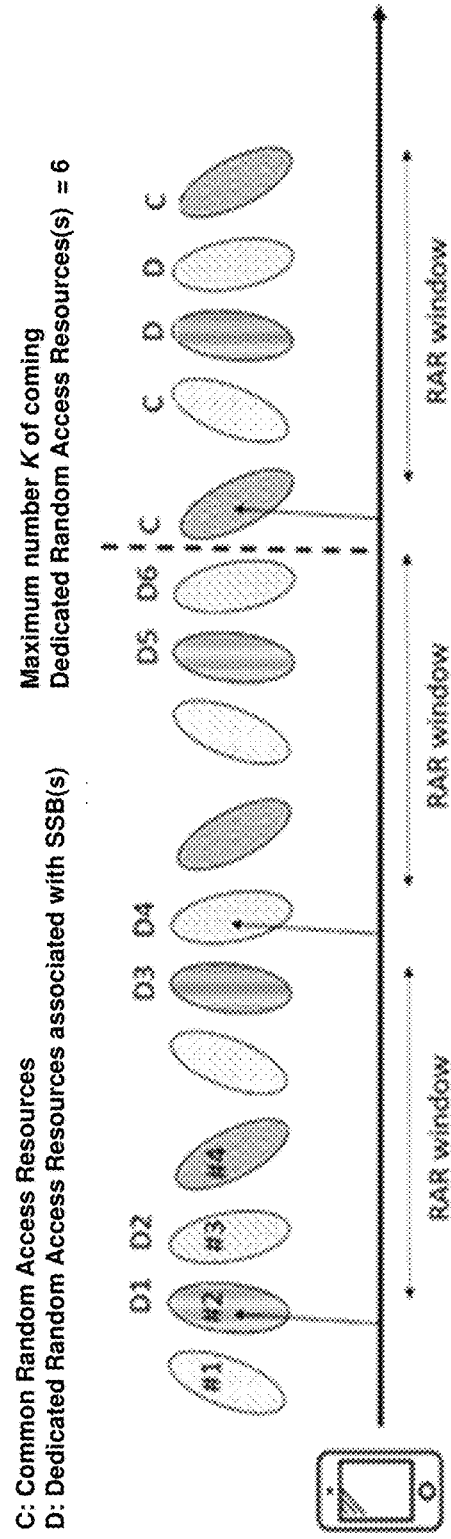 C: Common Random Access Resources
D: Dedicated Random Access Resources associated with SSB(s)
Maximum number K of coming
Dedicated Random Access Resources(s) = 6
D1 D2 D3 D4 D5 D6 C C D D C
#1 #2 #3 #4
RAR window RAR window RAR window